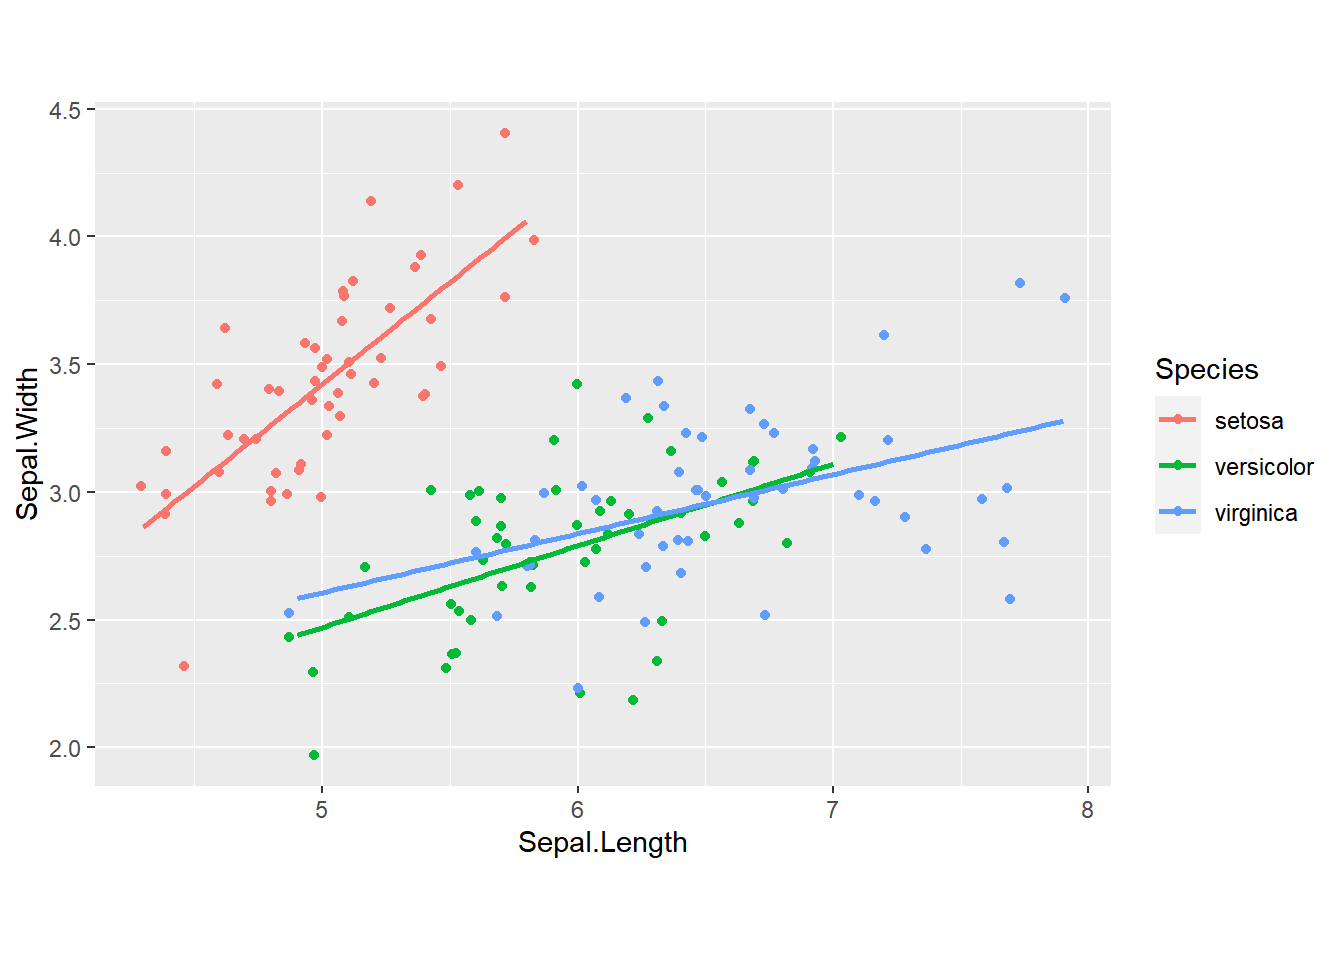 4.5
4.0
3.5
3.0
2.5
2.0
Sepal.Width
5 6 7 8
Sepal.Length
Species
setosa
versicolor
virginica